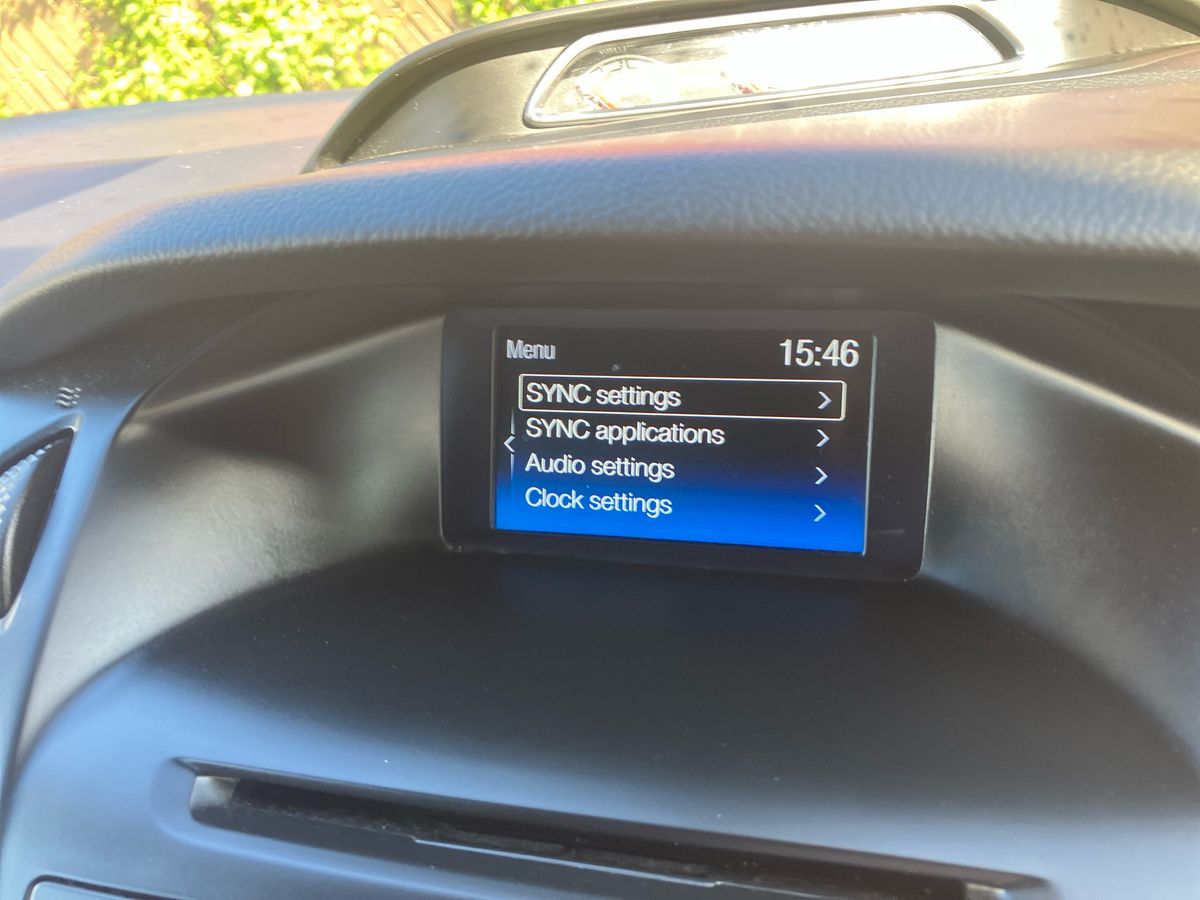 Menu
15:46
SYNC settings
SYNC applications
Audio settings
Clock settings